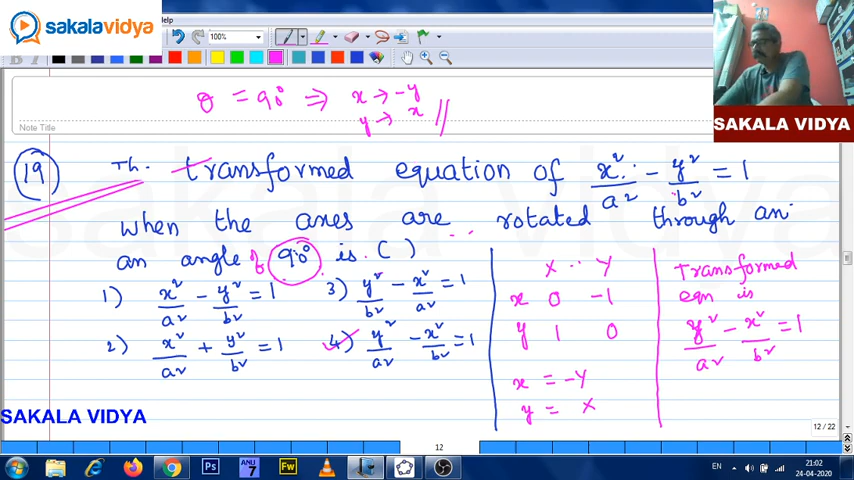 sakalavidya
Help
100%
θ = 90° ⇒ x → -y
y → x //
Note Title
SAKALA VIDYA
19 Th. transformed equation of x²/a² - y²/b² = 1
when the axes are rotated through an
an angle of 90° is . ( )
1) x²/a² - y²/b² = 1 3) y²/b² - x²/a² = 1
2) x²/a² + y²/b² = 1 4) y²/a² - x²/b² = 1
X Y
x 0 -1
y 1 0
x = -Y
y = X
transformed
eqn is
y²/a² - x²/b² = 1
SAKALA VIDYA
12 / 22
12
EN
21:02
24-04-2020